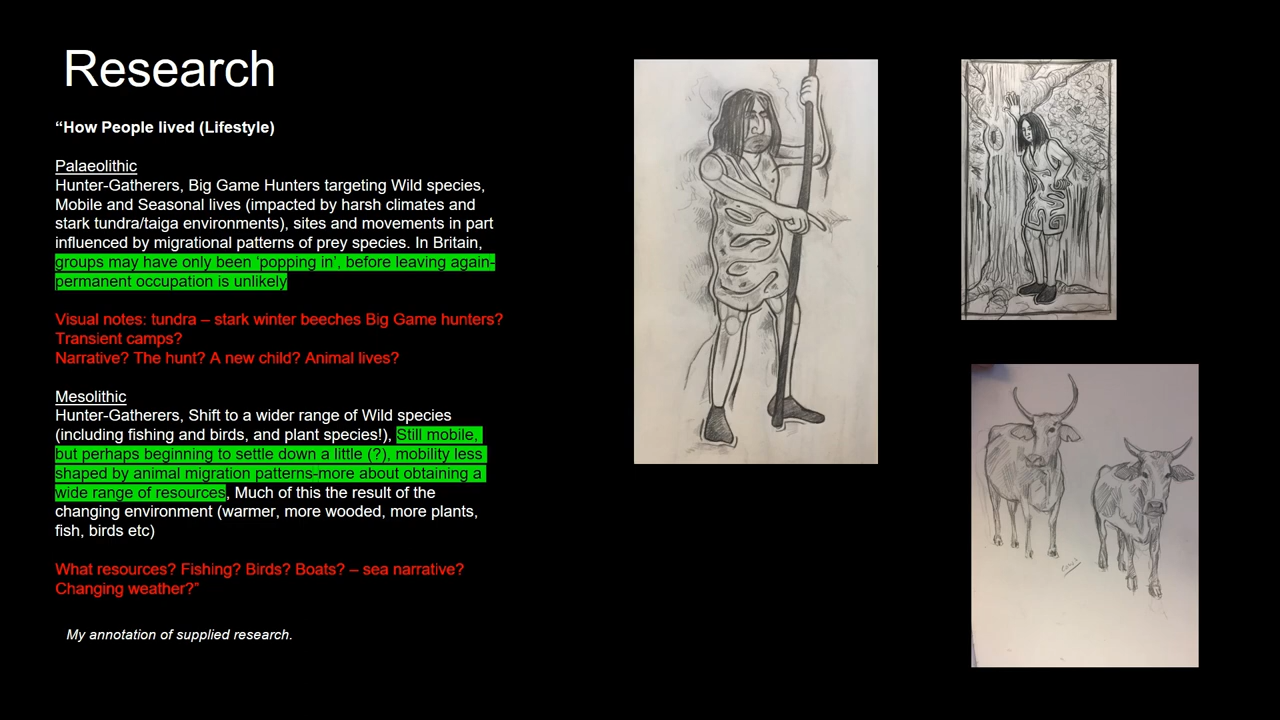 Research
“How People lived (Lifestyle)
Palaeolithic
Hunter-Gatherers, Big Game Hunters targeting Wild species,
Mobile and Seasonal lives (impacted by harsh climates and
stark tundra/taiga environments), sites and movements in part
influenced by migrational patterns of prey species. In Britain,
groups may have only been ‘popping in’, before leaving again-
permanent occupation is unlikely
Visual notes: tundra – stark winter beeches Big Game hunters?
Transient camps?
Narrative? The hunt? A new child? Animal lives?
Mesolithic
Hunter-Gatherers, Shift to a wider range of Wild species
(including fishing and birds, and plant species!), Still mobile,
but perhaps beginning to settle down a little (?), mobility less
shaped by animal migration patterns-more about obtaining a
wide range of resources, Much of this the result of the
changing environment (warmer, more wooded, more plants,
fish, birds etc)
What resources? Fishing? Birds? Boats? – sea narrative?
Changing weather?”
My annotation of supplied research.